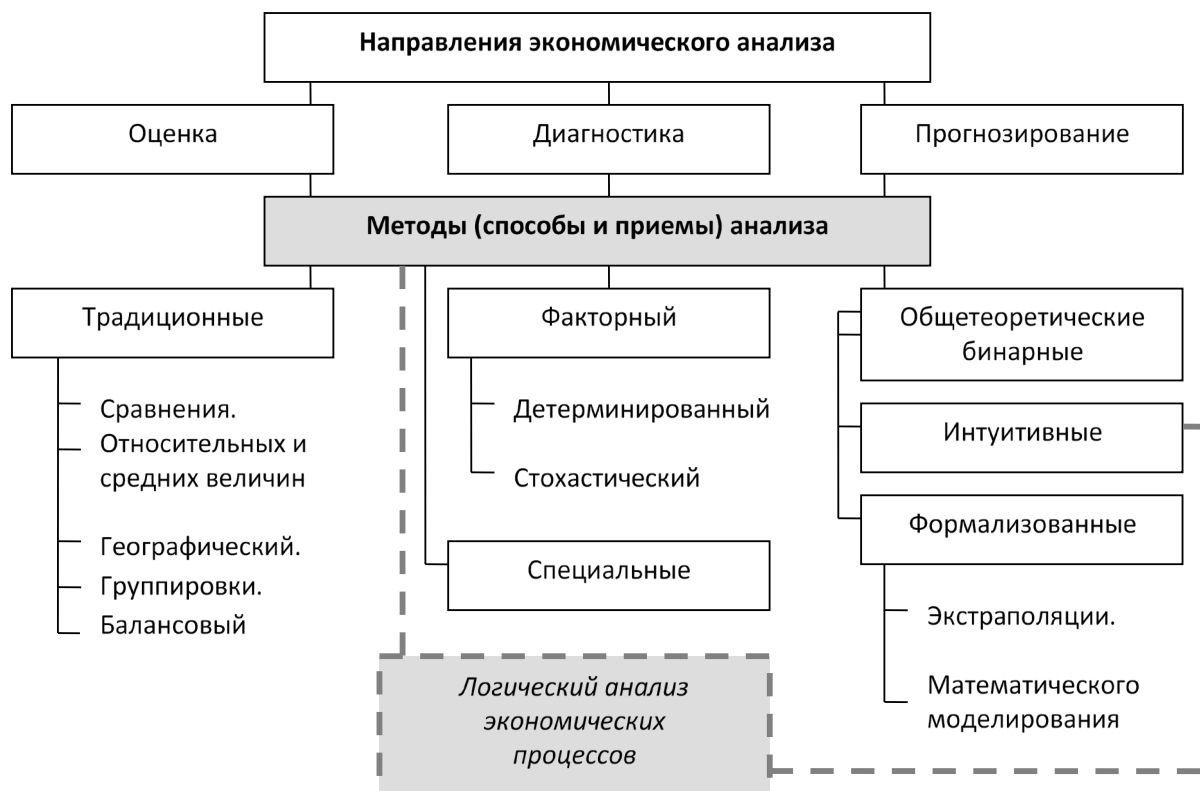 Направления экономического анализа
Оценка
Диагностика
Прогнозирование
Методы (способы и приемы) анализа
Традиционные
Сравнения.
Относительных и
средних величин
Географический.
Группировки.
Балансовый
Факторный
Детерминированный
Стохастический
Специальные
Общетеоретические
бинарные
Интуитивные
Формализованные
Экстраполяции.
Математического
моделирования
Логический анализ
экономических
процессов